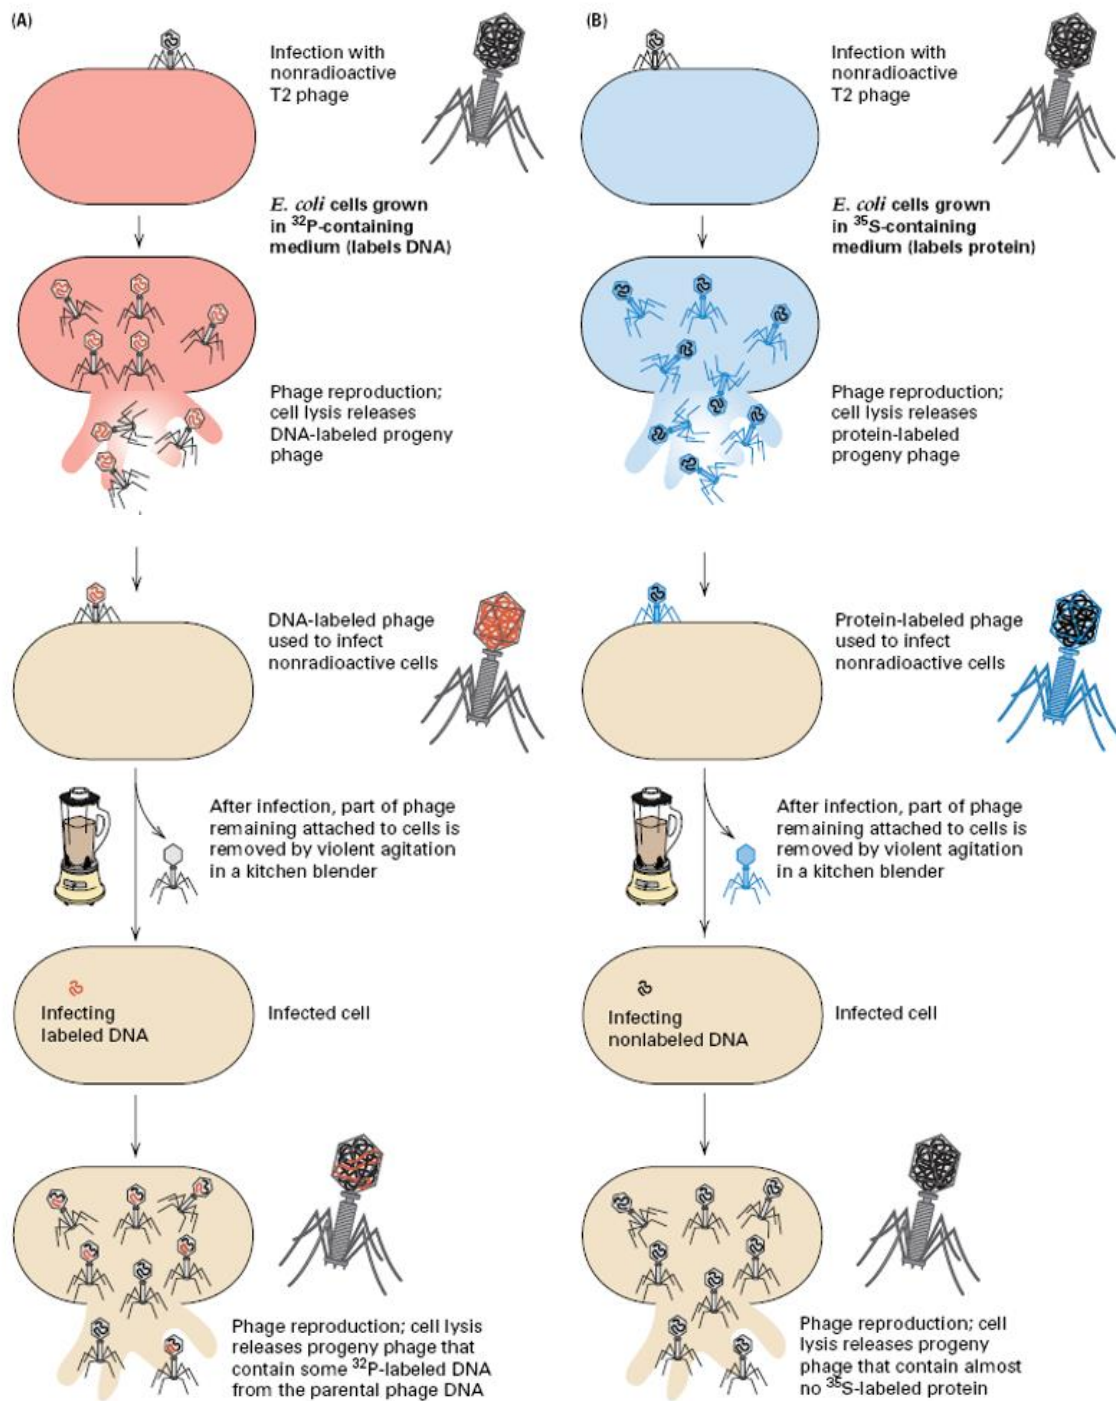 (A)
Infection with
nonradioactive
T2 phage
E. coli cells grown
in ³²P-containing
medium (labels DNA)
Phage reproduction;
cell lysis releases
DNA-labeled progeny
phage
DNA-labeled phage
used to infect
nonradioactive cells
After infection, part of phage
remaining attached to cells is
removed by violent agitation
in a kitchen blender
Infecting
labeled DNA
Infected cell
Phage reproduction; cell lysis
releases progeny phage that
contain some ³²P-labeled DNA
from the parental phage DNA
(B)
Infection with
nonradioactive
T2 phage
E. coli cells grown
in ³⁵S-containing
medium (labels protein)
Phage reproduction;
cell lysis releases
protein-labeled
progeny phage
Protein-labeled phage
used to infect
nonradioactive cells
After infection, part of phage
remaining attached to cells is
removed by violent agitation
in a kitchen blender
Infecting
nonlabeled DNA
Infected cell
Phage reproduction; cell
lysis releases progeny
phage that contain almost
no ³⁵S-labeled protein